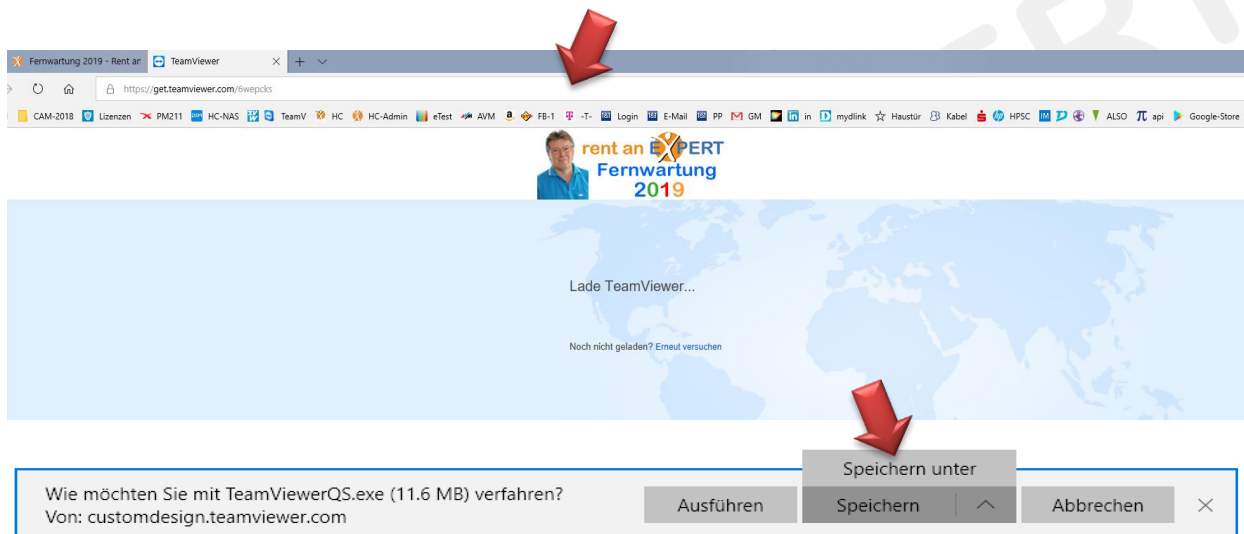 Fernwartung 2019 - Rent ar TeamViewer
https://get.teamviewer.com/6wepcks
CAM-2018 Lizenzen PM211 HC-NAS TeamV HC HC-Admin eTest AVM FB-1 -T- Login E-Mail PP GM in mydlink Haustür Kabel HPSC ALSO api Google-Store
rent an EXPERT
Fernwartung
2019
Lade TeamViewer...
Noch nicht geladen? Erneut versuchen
Speichern unter
Wie möchten Sie mit TeamViewerQS.exe (11.6 MB) verfahren?
Von: customdesign.teamviewer.com
Ausführen Speichern Abbrechen